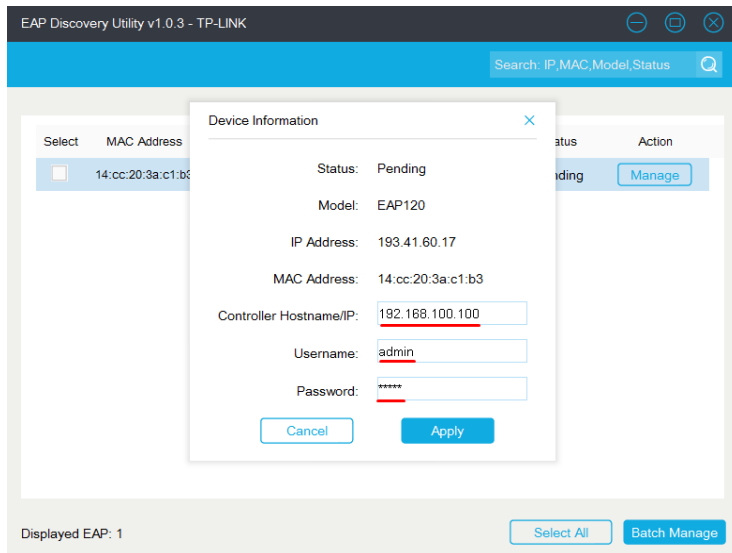 EAP Discovery Utility v1.0.3 - TP-LINK
Search: IP,MAC,Model,Status
Device Information
Select MAC Address atus Action
14:cc:20:3a:c1:b3 nding Manage
Status: Pending
Model: EAP120
IP Address: 193.41.60.17
MAC Address: 14:cc:20:3a:c1:b3
Controller Hostname/IP: 192.168.100.100
Username: admin
Password: *****
Cancel Apply
Displayed EAP: 1 Select All Batch Manage